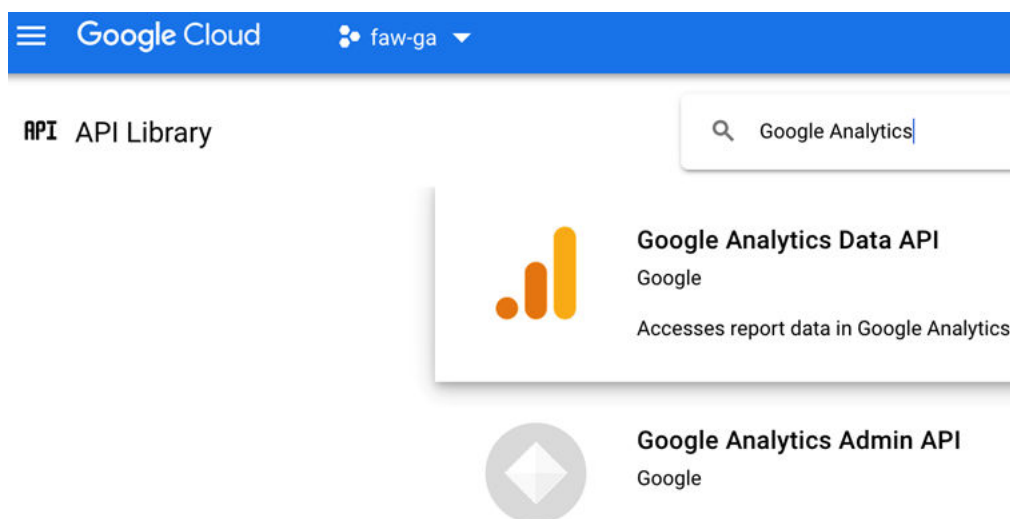 Google Cloud faw-ga
API API Library
Google Analytics
Google Analytics Data API
Google
Accesses report data in Google Analytics
Google Analytics Admin API
Google